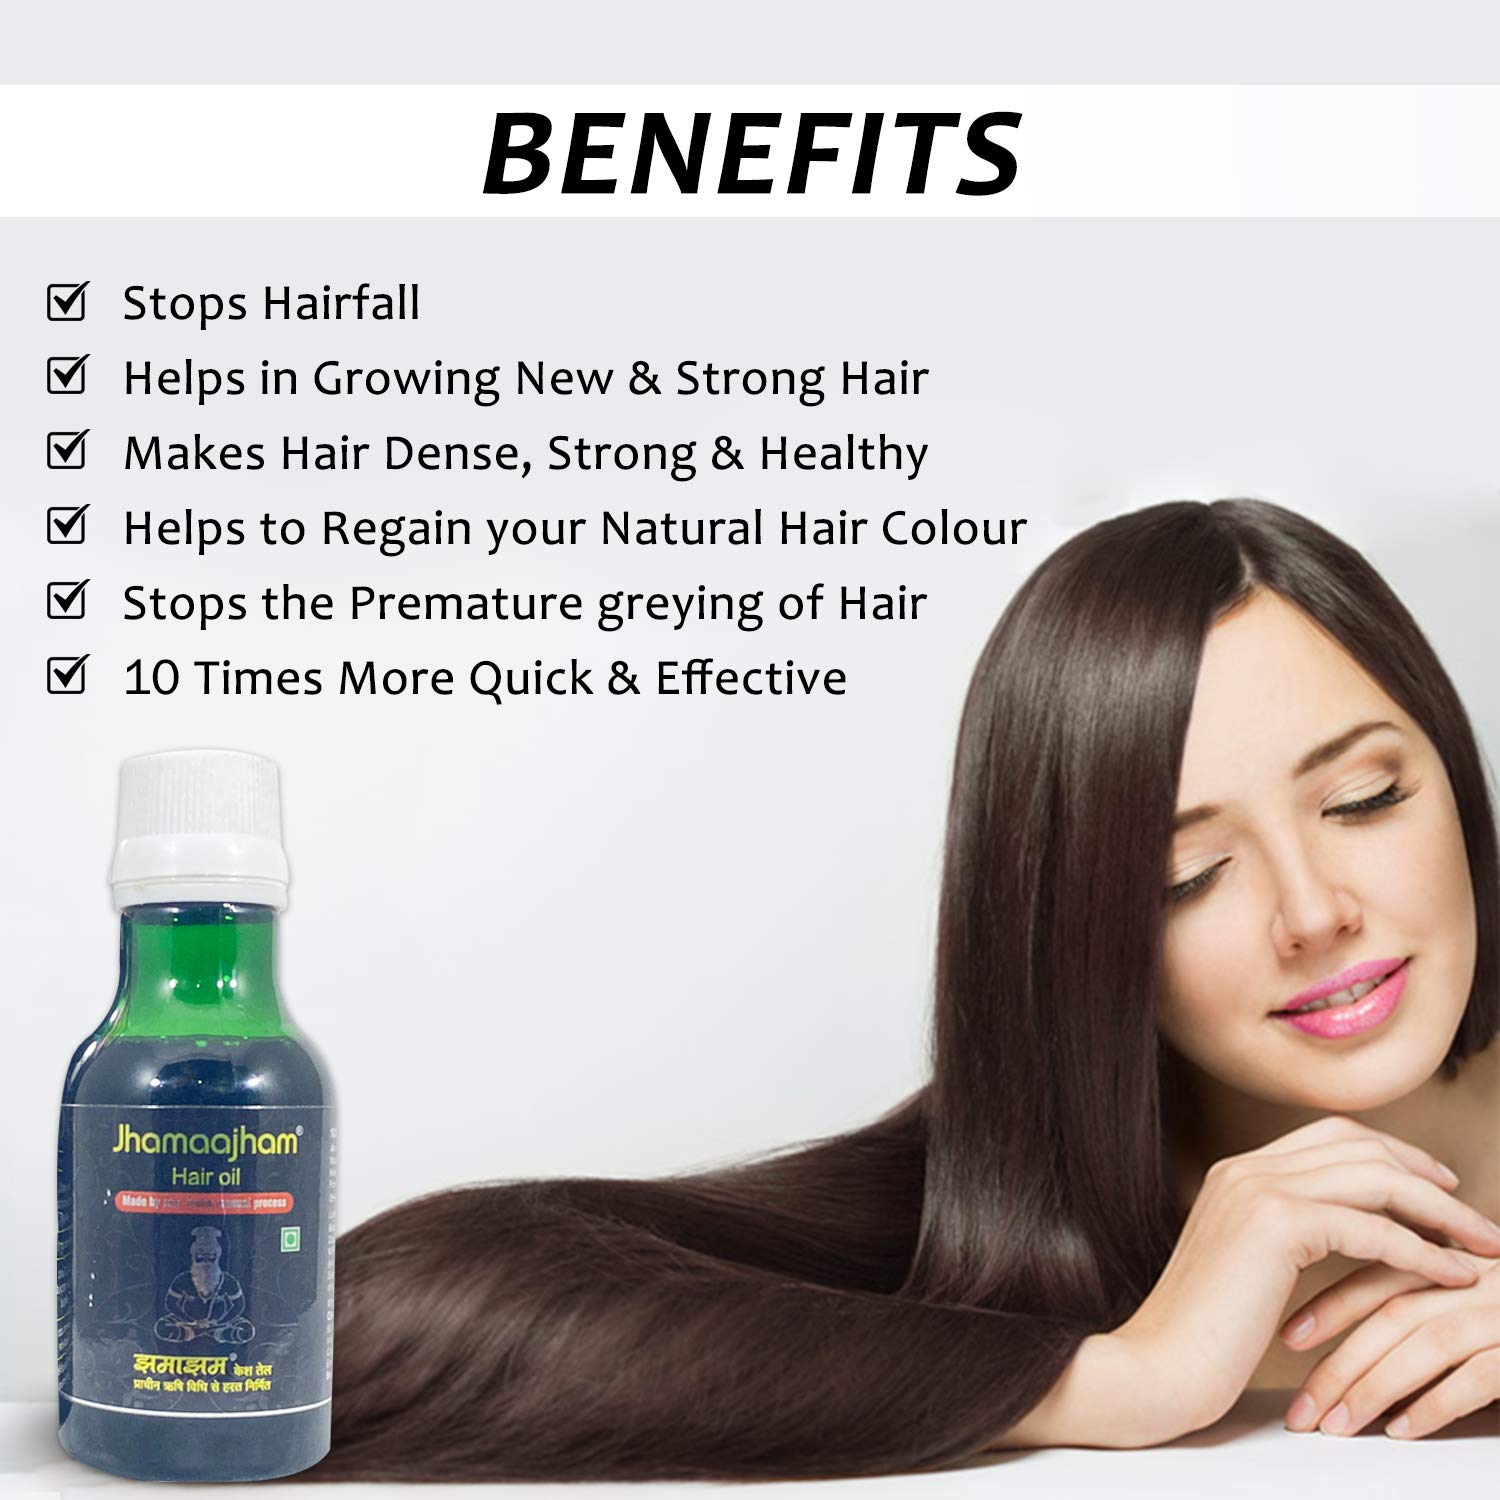 BENEFITS
Stops Hairfall
Helps in Growing New & Strong Hair
Makes Hair Dense, Strong & Healthy
Helps to Regain your Natural Hair Colour
Stops the Premature greying of Hair
10 Times More Quick & Effective
Jhamaajham®
Hair oil
Made by process
झमाझम® केश तेल
प्राचीन ऋषि विधि से हस्त निर्मित